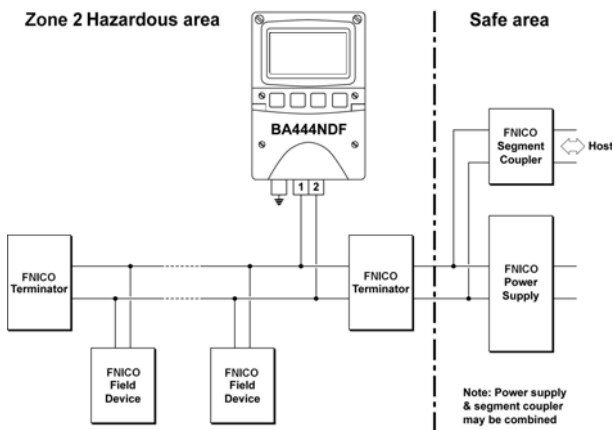 Zone 2 Hazardous area
Safe area
BA444NDF
1 2
FNICO
Segment
Coupler
Host
FNICO
Terminator
FNICO
Terminator
FNICO
Power
Supply
FNICO
Field
Device
FNICO
Field
Device
Note: Power supply
& segment coupler
may be combined